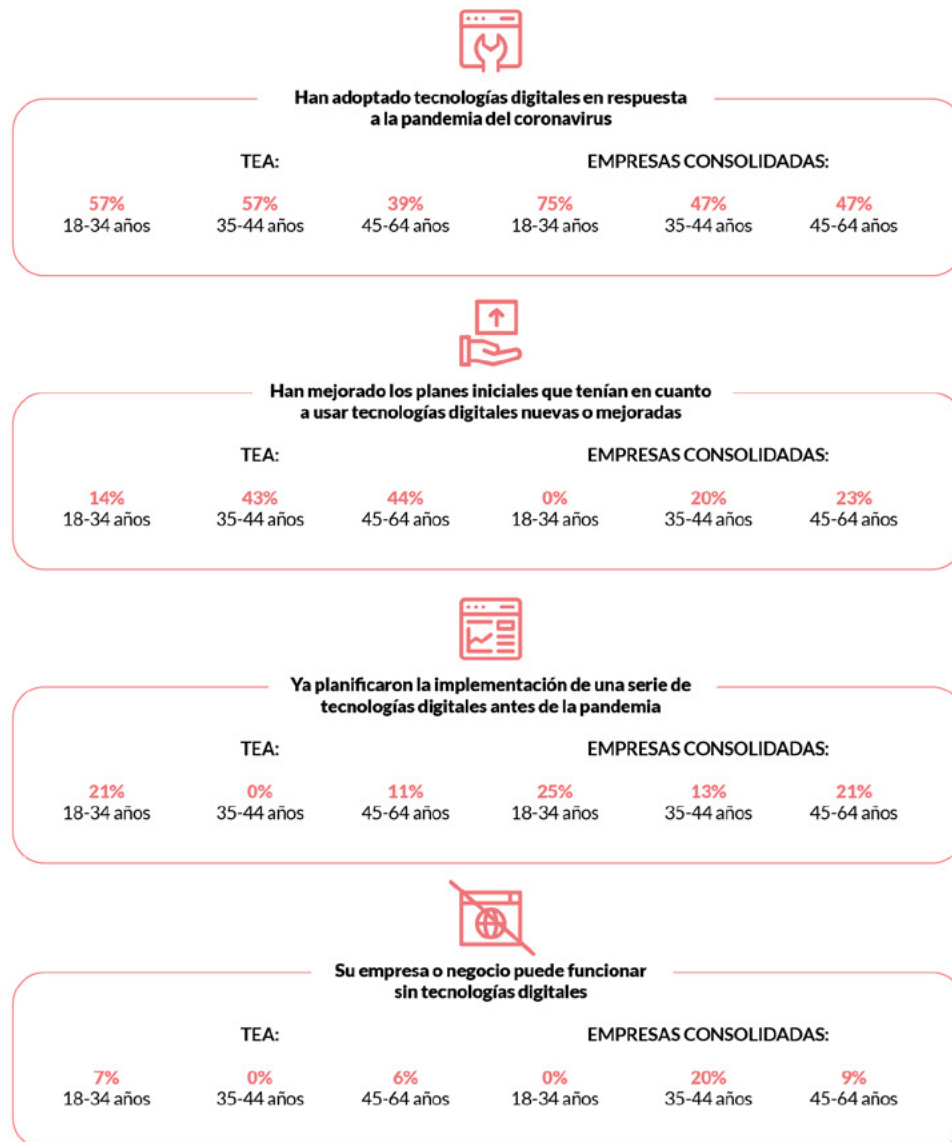 Han adoptado tecnologías digitales en respuesta
a la pandemia del coronavirus
TEA:
EMPRESAS CONSOLIDADAS:
57% 57% 39% 75% 47% 47%
18-34 años 35-44 años 45-64 años 18-34 años 35-44 años 45-64 años
Han mejorado los planes iniciales que tenían en cuanto
a usar tecnologías digitales nuevas o mejoradas
TEA:
EMPRESAS CONSOLIDADAS:
14% 43% 44% 0% 20% 23%
18-34 años 35-44 años 45-64 años 18-34 años 35-44 años 45-64 años
Ya planificaron la implementación de una serie de
tecnologías digitales antes de la pandemia
TEA:
EMPRESAS CONSOLIDADAS:
21% 0% 11% 25% 13% 21%
18-34 años 35-44 años 45-64 años 18-34 años 35-44 años 45-64 años
Su empresa o negocio puede funcionar
sin tecnologías digitales
TEA:
EMPRESAS CONSOLIDADAS:
7% 0% 6% 0% 20% 9%
18-34 años 35-44 años 45-64 años 18-34 años 35-44 años 45-64 años